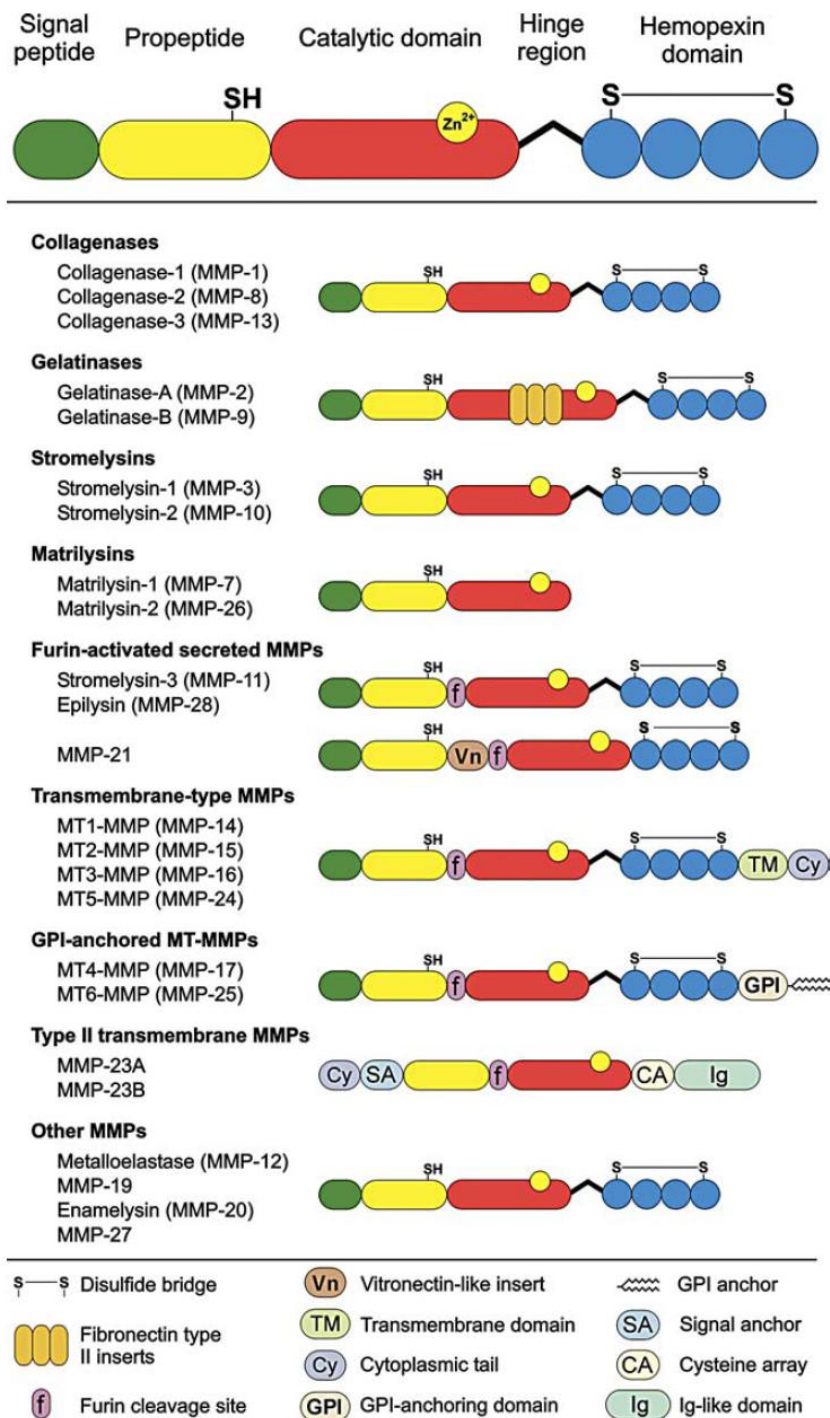 Signal peptide
Propeptide
Catalytic domain
Hinge region
Hemopexin domain
SH
Zn2+
S S
Collagenases
Collagenase-1 (MMP-1)
Collagenase-2 (MMP-8)
Collagenase-3 (MMP-13)
SH
S S
Gelatinases
Gelatinase-A (MMP-2)
Gelatinase-B (MMP-9)
SH
S S
Stromelysins
Stromelysin-1 (MMP-3)
Stromelysin-2 (MMP-10)
SH
S S
Matrilysins
Matrilysin-1 (MMP-7)
Matrilysin-2 (MMP-26)
SH
Furin-activated secreted MMPs
Stromelysin-3 (MMP-11)
Epilysin (MMP-28)
SH
f
S S
MMP-21
SH
Vn f
S S
Transmembrane-type MMPs
MT1-MMP (MMP-14)
MT2-MMP (MMP-15)
MT3-MMP (MMP-16)
MT5-MMP (MMP-24)
SH
f
S S
TM Cy
GPI-anchored MT-MMPs
MT4-MMP (MMP-17)
MT6-MMP (MMP-25)
SH
f
S S
GPI
Type II transmembrane MMPs
MMP-23A
MMP-23B
Cy SA f CA Ig
Other MMPs
Metalloelastase (MMP-12)
MMP-19
Enamelysin (MMP-20)
MMP-27
SH
S S
S S Disulfide bridge
Fibronectin type
II inserts
f Furin cleavage site
Vn Vitronectin-like insert
TM Transmembrane domain
Cy Cytoplasmic tail
GPI GPI-anchoring domain
GPI anchor
SA Signal anchor
CA Cysteine array
Ig Ig-like domain